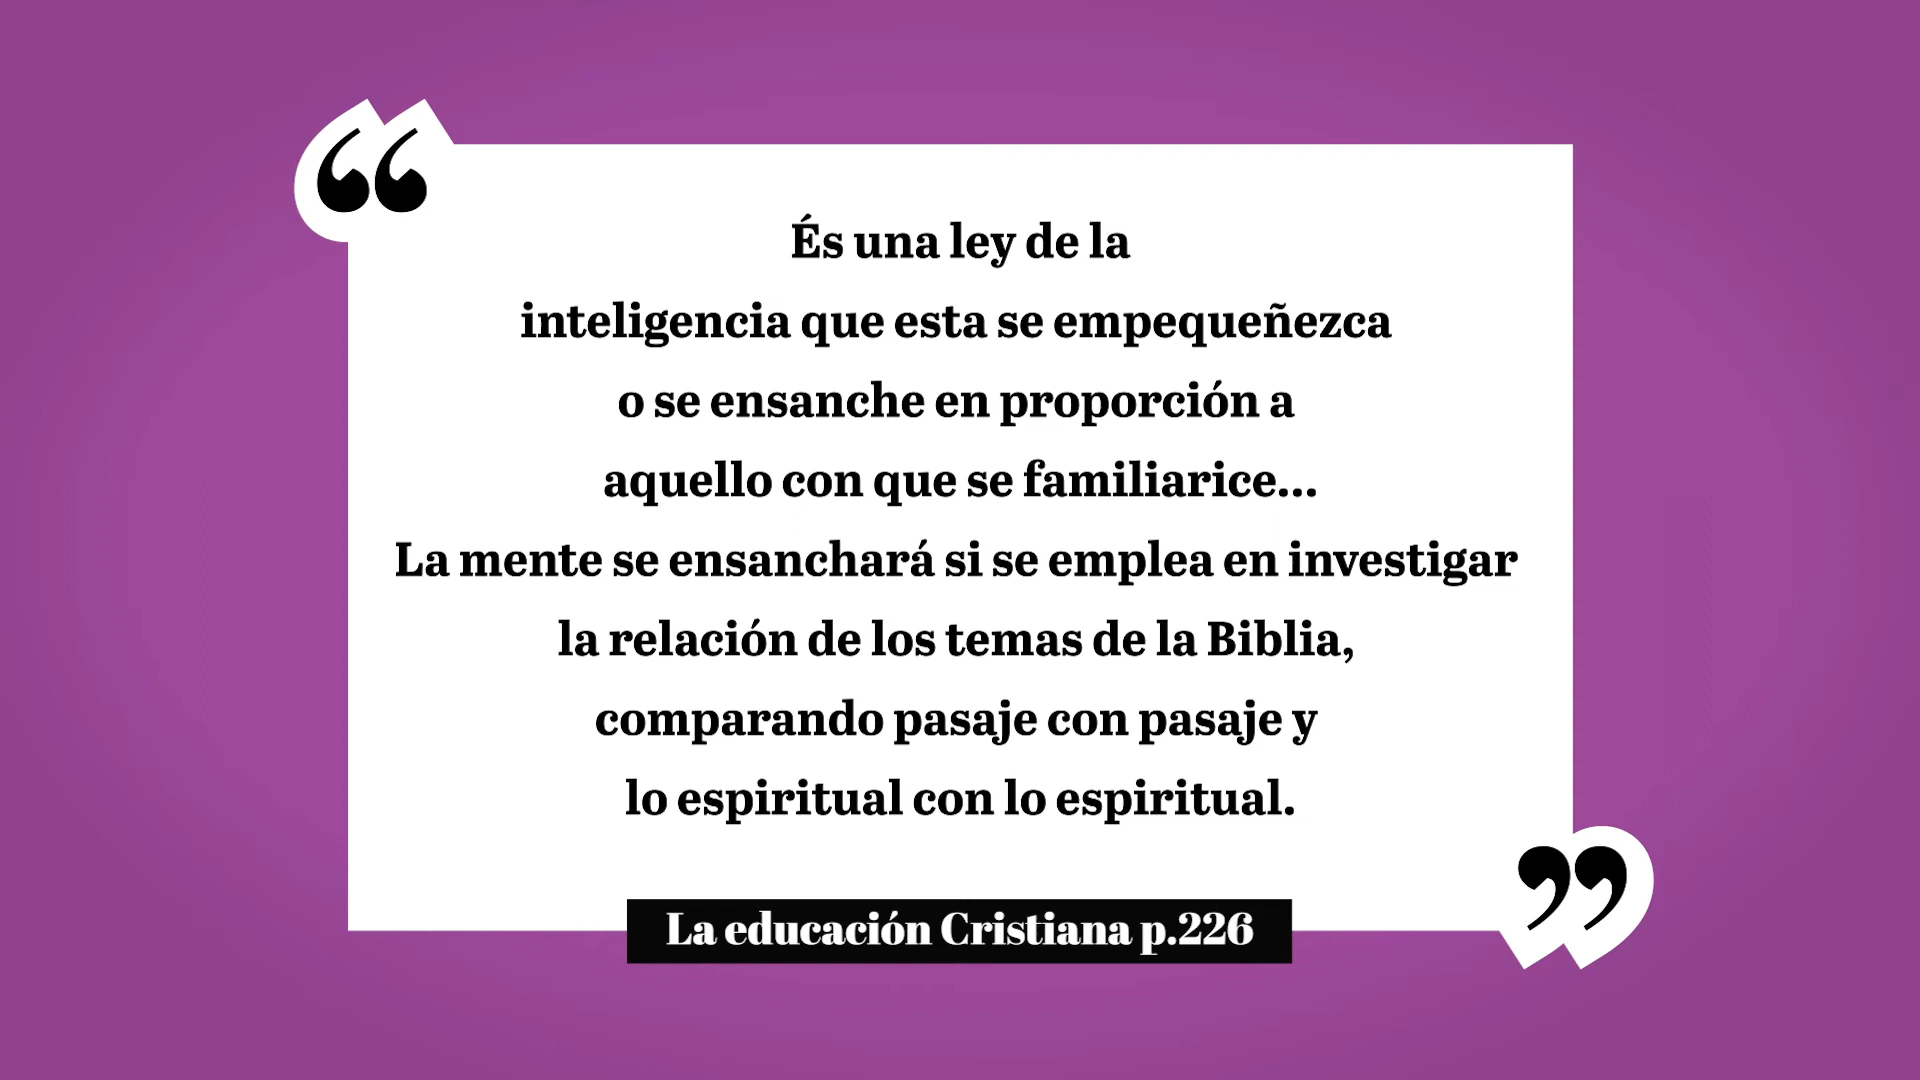 “
És una ley de la
inteligencia que esta se empequeñezca
o se ensanche en proporción a
aquello con que se familiarice...
La mente se ensanchará si se emplea en investigar
la relación de los temas de la Biblia,
comparando pasaje con pasaje y
lo espiritual con lo espiritual.
”
La educación Cristiana p.226